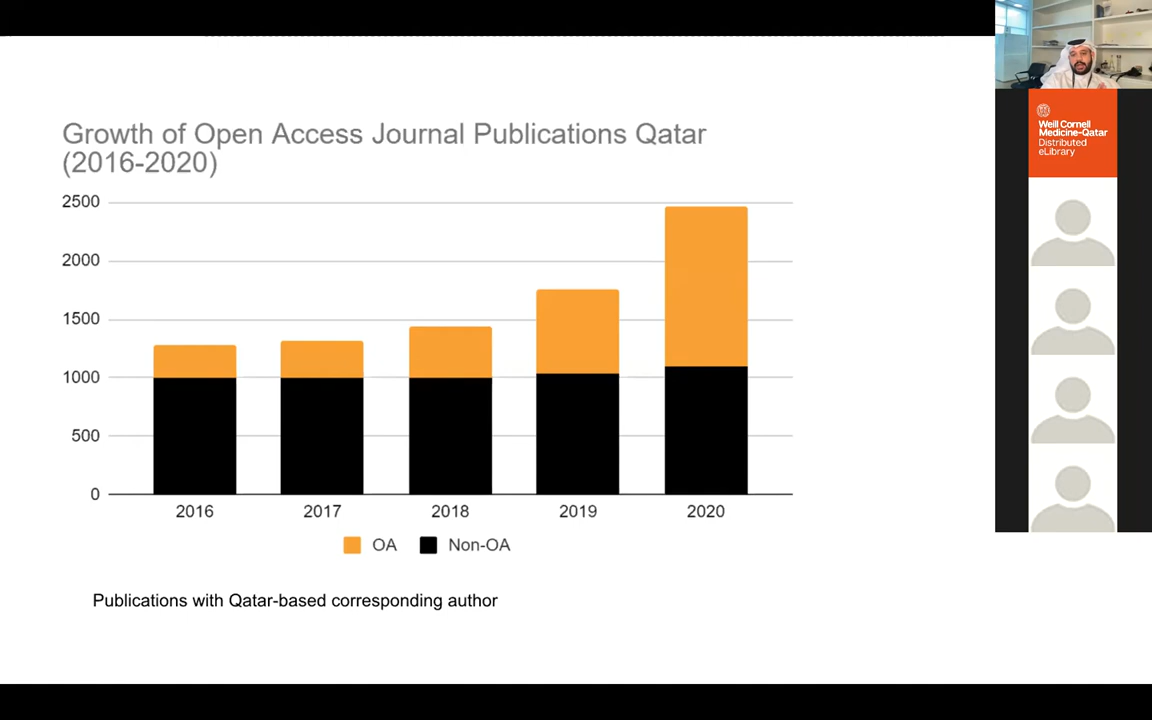 Growth of Open Access Journal Publications Qatar
(2016-2020)
2500
2000
1500
1000
500
0
2016 2017 2018 2019 2020
OA Non-OA
Publications with Qatar-based corresponding author
Weill Cornell
Medicine-Qatar
Distributed
eLibrary